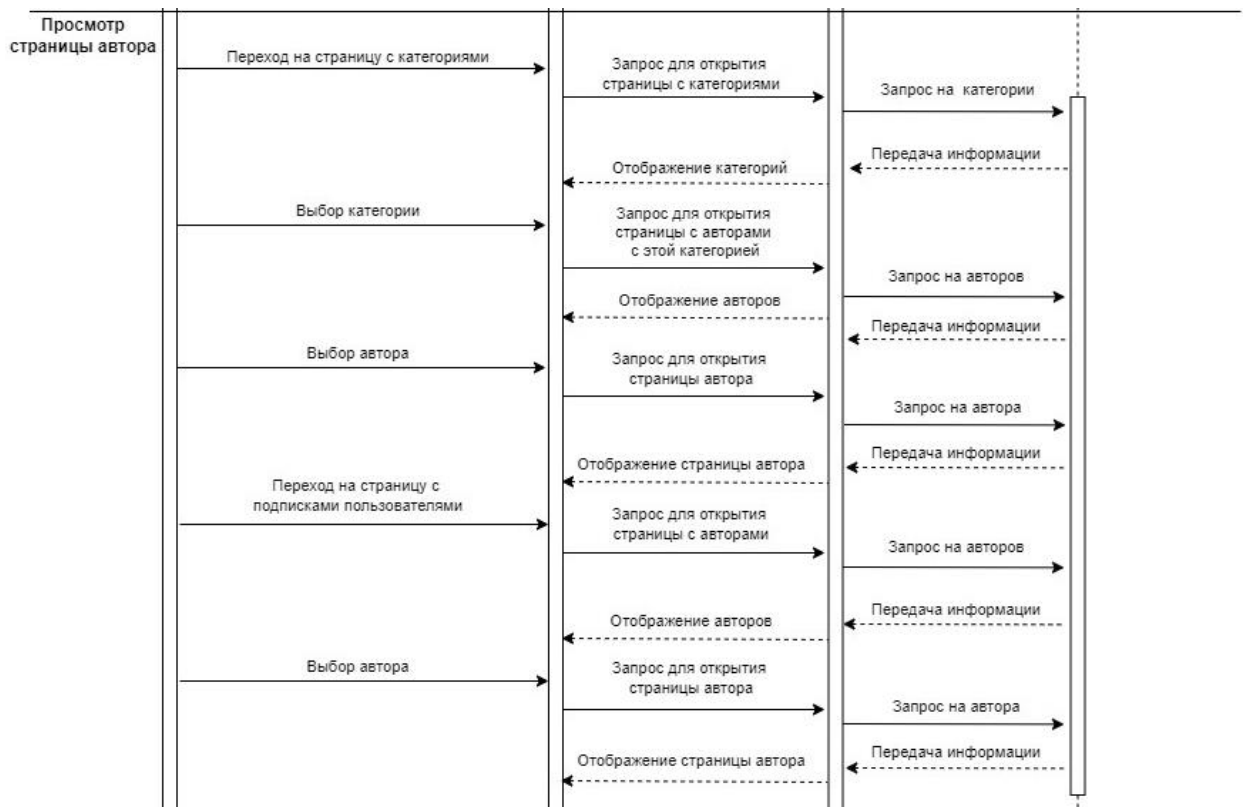 Просмотр
страницы автора
Переход на страницу с категориями
Запрос для открытия
страницы с категориями
Запрос на категории
Передача информации
Отображение категорий
Выбор категории
Запрос для открытия
страницы с авторами
с этой категорией
Запрос на авторов
Отображение авторов
Передача информации
Выбор автора
Запрос для открытия
страницы автора
Запрос на автора
Передача информации
Отображение страницы автора
Переход на страницу с
подписками пользователями
Запрос для открытия
страницы с авторами
Запрос на авторов
Передача информации
Отображение авторов
Выбор автора
Запрос для открытия
страницы автора
Запрос на автора
Передача информации
Отображение страницы автора